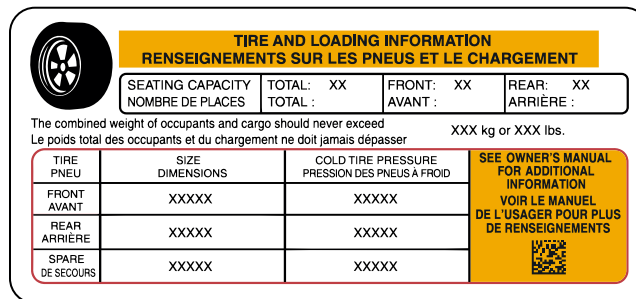 TIRE AND LOADING INFORMATION
RENSEIGNEMENTS SUR LES PNEUS ET LE CHARGEMENT
SEATING CAPACITY TOTAL: XX FRONT: XX REAR: XX
NOMBRE DE PLACES TOTAL : AVANT : ARRIÈRE :
The combined weight of occupants and cargo should never exceed
Le poids total des occupants et du chargement ne doit jamais dépasser
XXX kg or XXX lbs.
TIRE SIZE COLD TIRE PRESSURE
PNEU DIMENSIONS PRESSION DES PNEUS À FROID
FRONT
AVANT
XXXXX XXXXX
REAR
ARRIÈRE
XXXXX XXXXX
SPARE
DE SECOURS
XXXXX XXXXX
SEE OWNER'S MANUAL
FOR ADDITIONAL
INFORMATION
VOIR LE MANUEL
DE L'USAGER POUR PLUS
DE RENSEIGNEMENTS